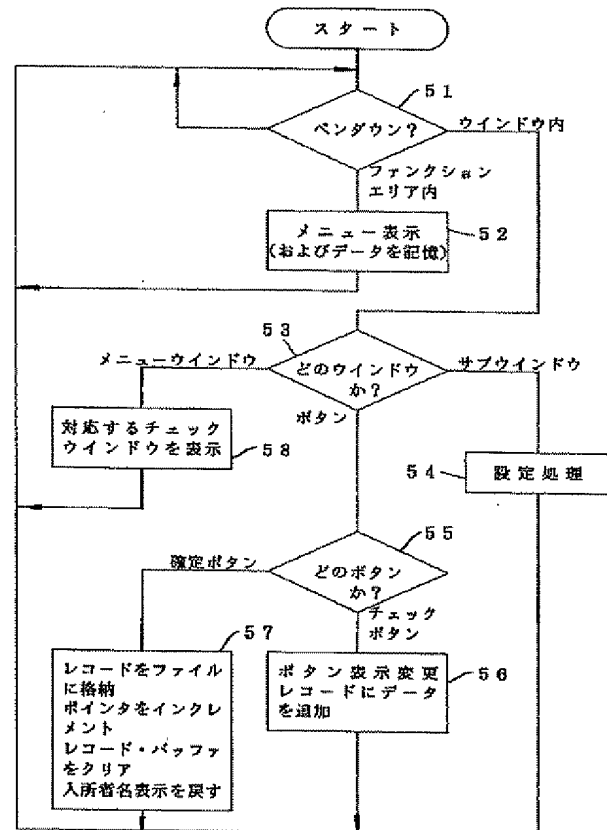 スタート
51
ペンダウン?
ウインドウ内
ファンクション
エリア内
メニュー表示
(およびデータを記憶)
52
53
メニューウインドウ
どのウインドウ
か?
サブウインドウ
ボタン
対応するチェック
ウインドウを表示
58
54
設定処理
55
確定ボタン
どのボタン
か?
チェック
ボタン
57
レコードをファイル
に格納
ポインタをインクレ
メント
レコード・バッファ
をクリア
入所者名表示を戻す
ボタン表示変更
レコードにデータ
を追加
56